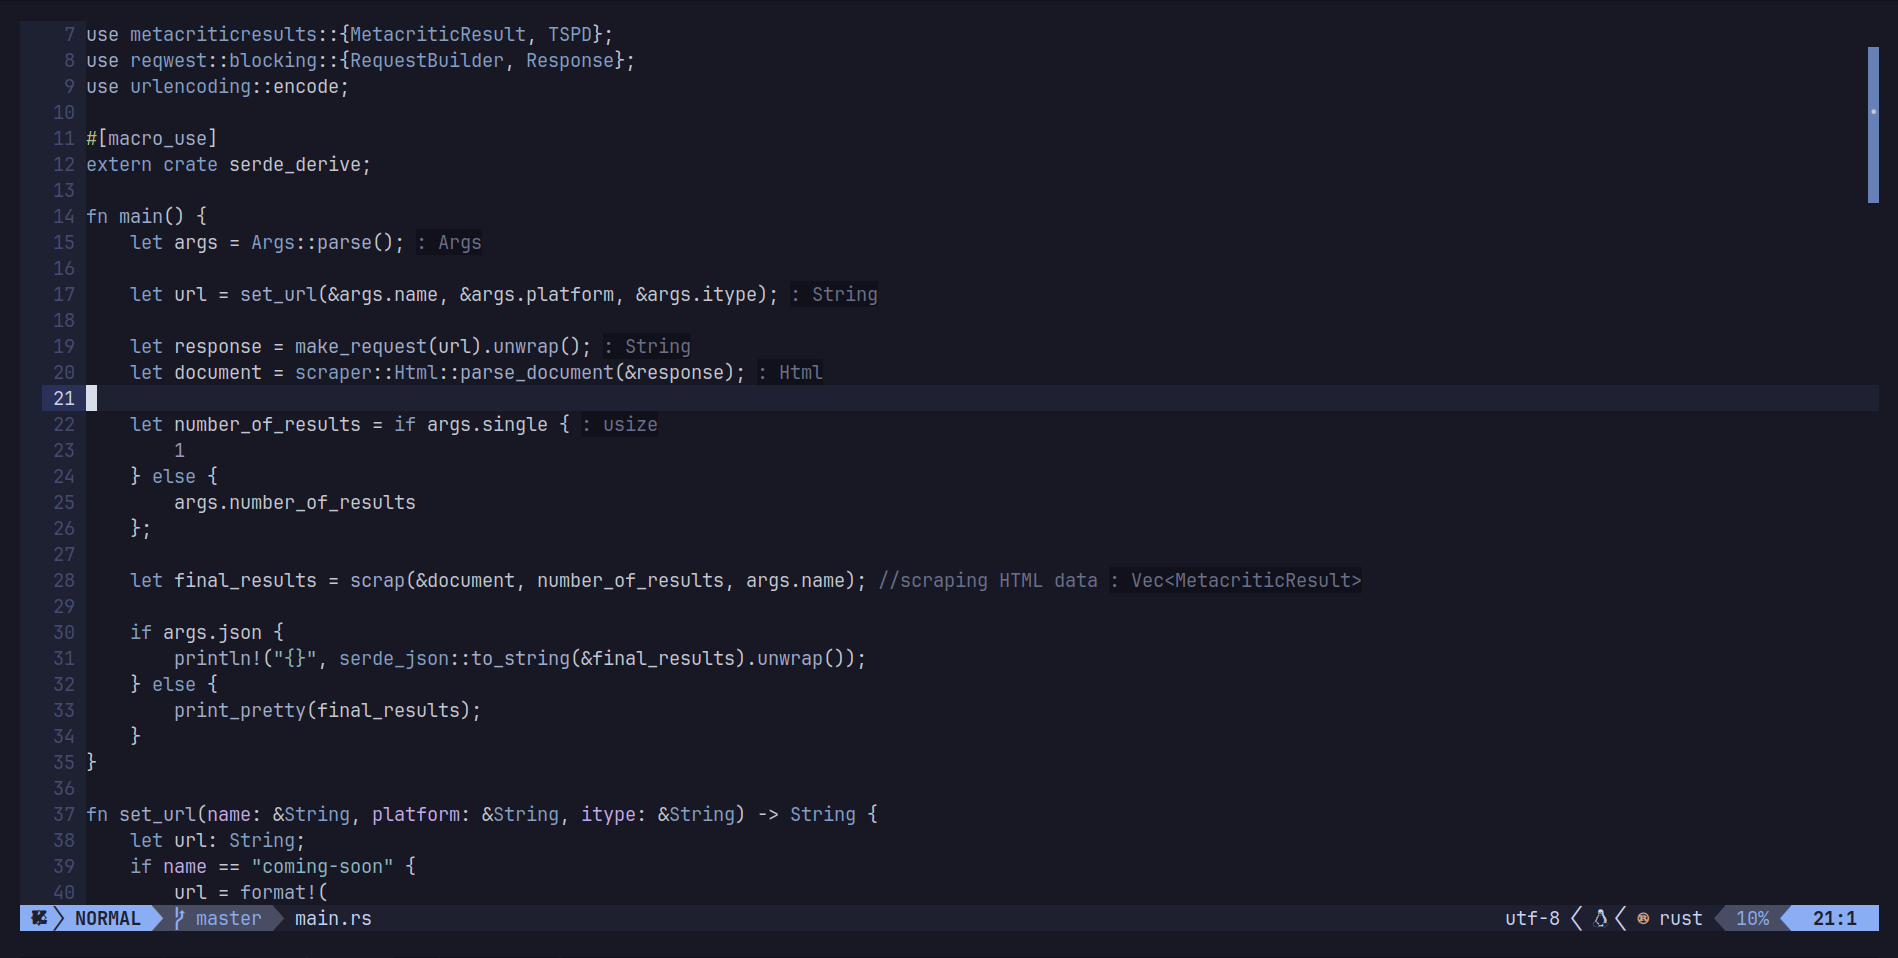 7 use metacriticresults::{MetacriticResult, TSPD};
8 use reqwest::blocking::{RequestBuilder, Response};
9 use urlencoding::encode;
10
11 #[macro_use]
12 extern crate serde_derive;
13
14 fn main() {
15     let args = Args::parse(); : Args
16
17     let url = set_url(&args.name, &args.platform, &args.itype); : String
18
19     let response = make_request(url).unwrap(); : String
20     let document = scraper::Html::parse_document(&response); : Html
21
22     let number_of_results = if args.single { : usize
23         1
24     } else {
25         args.number_of_results
26     };
27
28     let final_results = scrap(&document, number_of_results, args.name); //scraping HTML data : Vec<MetacriticResult>
29
30     if args.json {
31         println!("{}", serde_json::to_string(&final_results).unwrap());
32     } else {
33         print_pretty(final_results);
34     }
35 }
36
37 fn set_url(name: &String, platform: &String, itype: &String) -> String {
38     let url: String;
39     if name == "coming-soon" {
40         url = format!(
NORMAL master main.rs utf-8 rust 10% 21:1